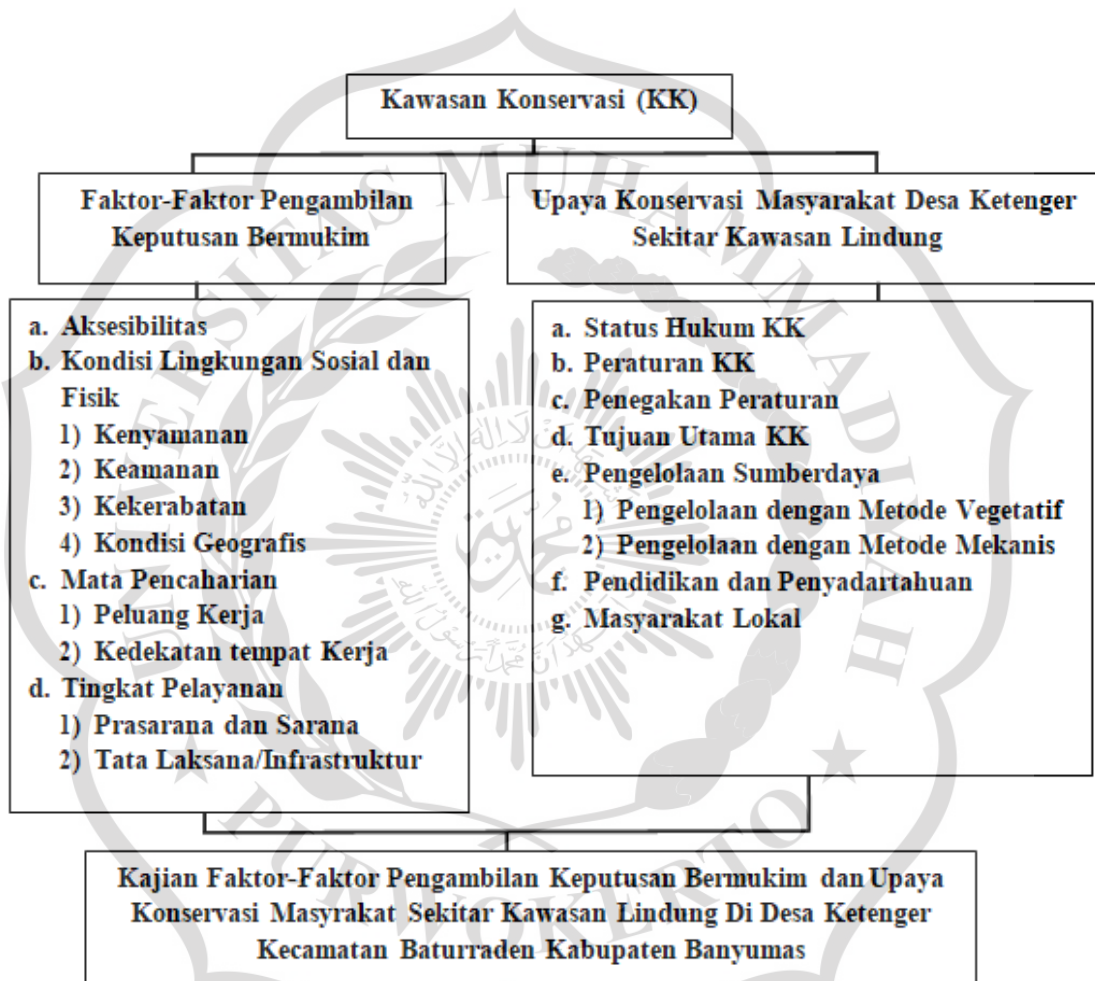 Kawasan Konservasi (KK)
Faktor-Faktor Pengambilan
Keputusan Bermukim
Upaya Konservasi Masyarakat Desa Ketenger
Sekitar Kawasan Lindung
a. Aksesibilitas
b. Kondisi Lingkungan Sosial dan
Fisik
1) Kenyamanan
2) Keamanan
3) Kekerabatan
4) Kondisi Geografis
c. Mata Pencaharian
1) Peluang Kerja
2) Kedekatan tempat Kerja
d. Tingkat Pelayanan
1) Prasarana dan Sarana
2) Tata Laksana/Infrastruktur
a. Status Hukum KK
b. Peraturan KK
c. Penegakan Peraturan
d. Tujuan Utama KK
e. Pengelolaan Sumberdaya
1) Pengelolaan dengan Metode Vegetatif
2) Pengelolaan dengan Metode Mekanis
f. Pendidikan dan Penyadartahuan
g. Masyarakat Lokal
Kajian Faktor-Faktor Pengambilan Keputusan Bermukim dan Upaya
Konservasi Masyrakat Sekitar Kawasan Lindung Di Desa Ketenger
Kecamatan Baturraden Kabupaten Banyumas
UNIVERSITAS MUHAMMADIYAH
PURWOKERTO